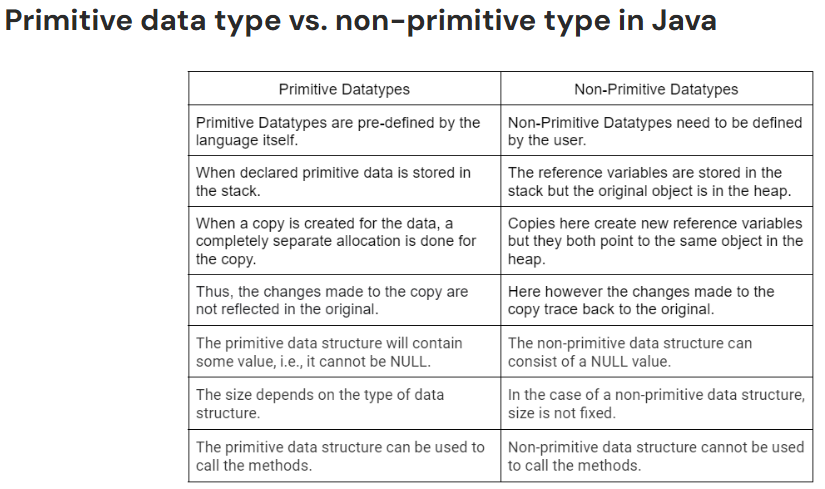 Primitive data type vs. non-primitive type in Java
Primitive Datatypes
Non-Primitive Datatypes
Primitive Datatypes are pre-defined by the
language itself.
Non-Primitive Datatypes need to be defined
by the user.
When declared primitive data is stored in
the stack.
The reference variables are stored in the
stack but the original object is in the heap.
When a copy is created for the data, a
completely separate allocation is done for
the copy.
Copies here create new reference variables
but they both point to the same object in the
heap.
Thus, the changes made to the copy are
not reflected in the original.
Here however the changes made to the
copy trace back to the original.
The primitive data structure will contain
some value, i.e., it cannot be NULL.
The non-primitive data structure can
consist of a NULL value.
The size depends on the type of data
structure.
In the case of a non-primitive data structure,
size is not fixed.
The primitive data structure can be used to
call the methods.
Non-primitive data structure cannot be used
to call the methods.